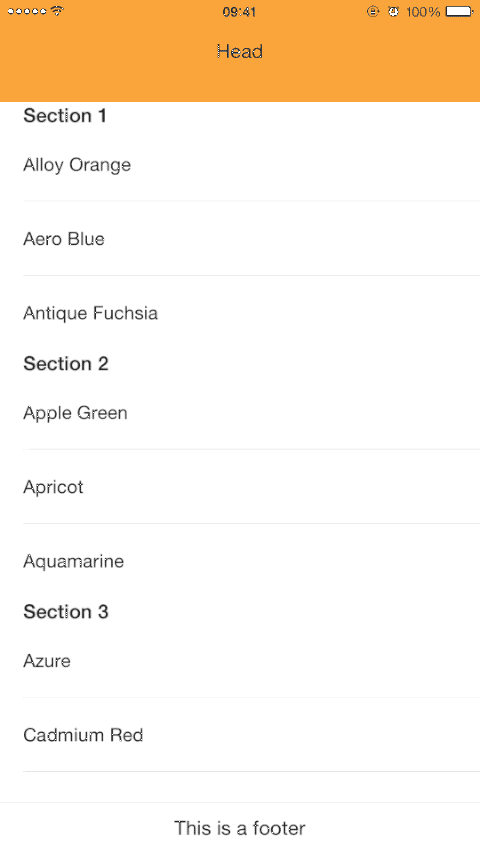 09:41
100%
Head
Section 1
Alloy Orange
Aero Blue
Antique Fuchsia
Section 2
Apple Green
Apricot
Aquamarine
Section 3
Azure
Cadmium Red
This is a footer